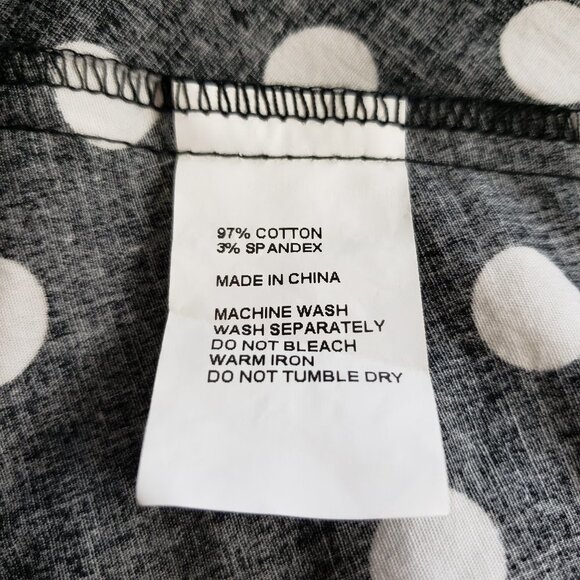 97% COTTON
3% SPANDEX
MADE IN CHINA
MACHINE WASH
WASH SEPARATELY
DO NOT BLEACH
WARM IRON
DO NOT TUMBLE DRY